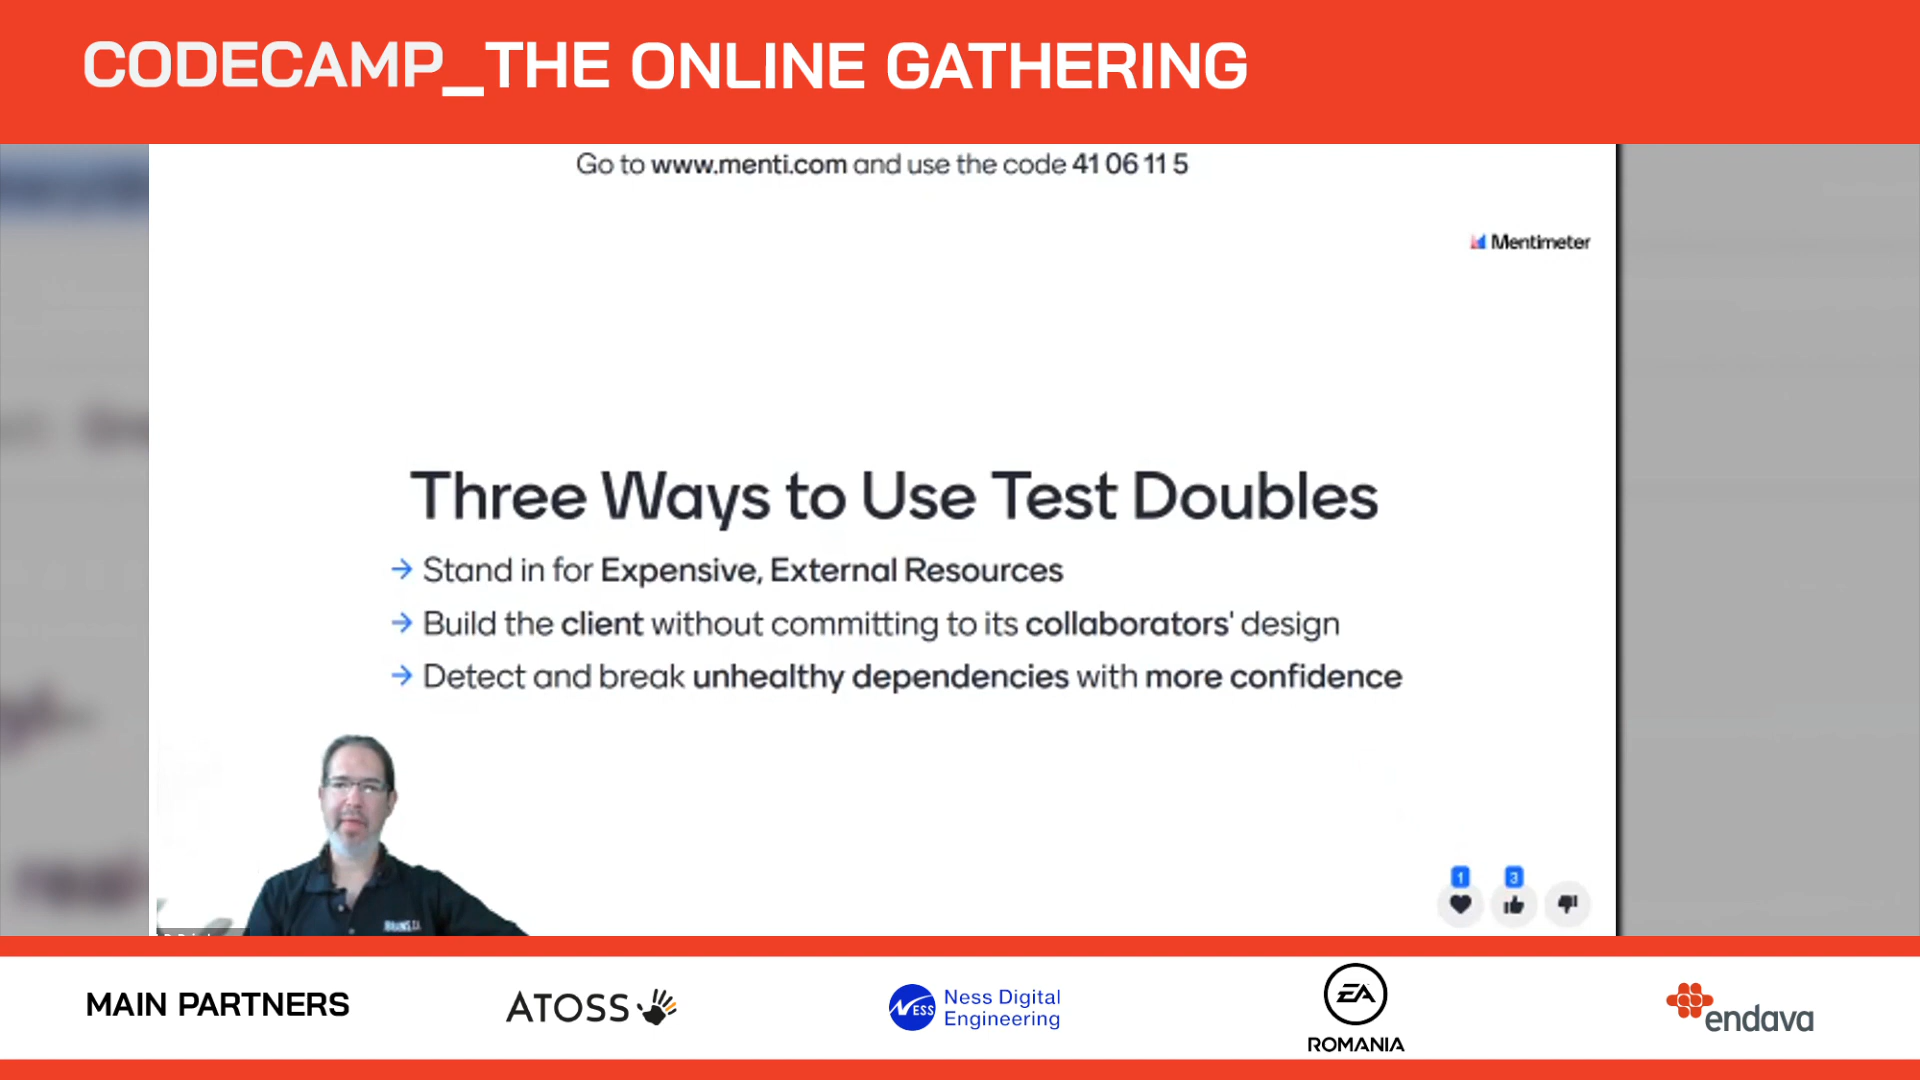 CODECAMP_THE ONLINE GATHERING
Go to www.menti.com and use the code 41 06 11 5
Mentimeter
Three Ways to Use Test Doubles
→ Stand in for Expensive, External Resources
→ Build the client without committing to its collaborators' design
→ Detect and break unhealthy dependencies with more confidence
1 3
MAIN PARTNERS
ATOSS
NESS
Ness Digital
Engineering
EA
ROMANIA
endava